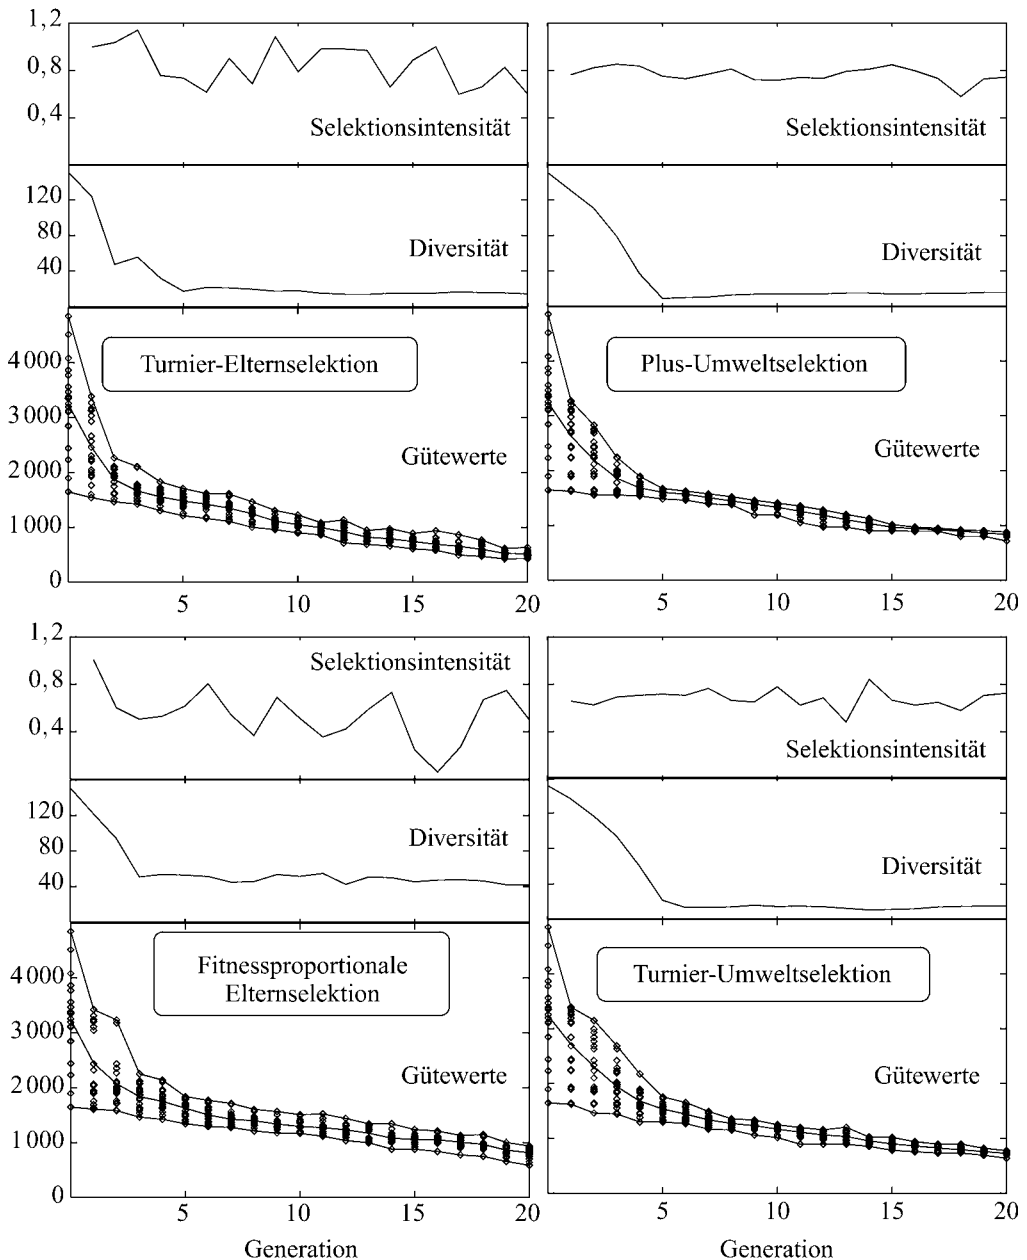 1,2
0,8
0,4
Selektionsintensität
Selektionsintensität
120
80
40
Diversität
Diversität
4 000
3 000
2 000
1 000
0
Turnier-Elternselektion
Plus-Umweltselektion
Gütewerte
Gütewerte
5 10 15 20
5 10 15 20
1,2
0,8
0,4
Selektionsintensität
Selektionsintensität
120
80
40
Diversität
Diversität
4 000
3 000
2 000
1 000
0
Fitnessproportionale
Elternselektion
Turnier-Umweltselektion
Gütewerte
Gütewerte
5 10 15 20
5 10 15 20
Generation
Generation